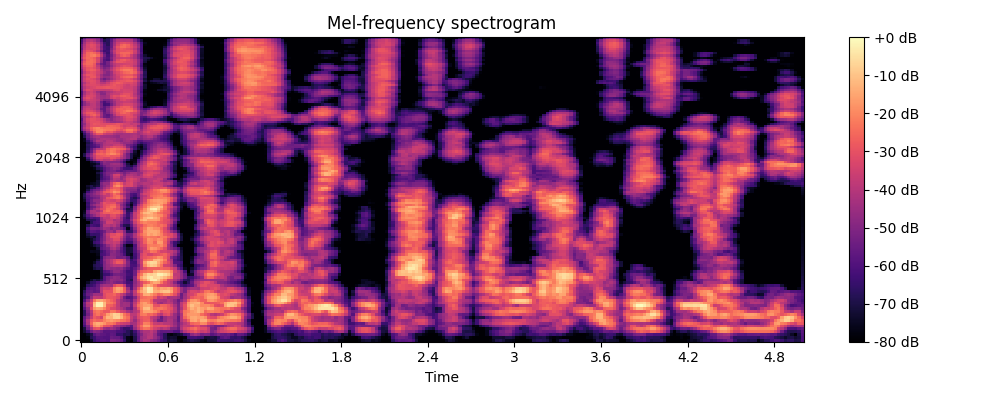 Mel-frequency spectrogram
+0 dB
-10 dB
-20 dB
-30 dB
-40 dB
-50 dB
-60 dB
-70 dB
-80 dB
4096
2048
1024
512
0
Hz
0 0.6 1.2 1.8 2.4 3 3.6 4.2 4.8
Time